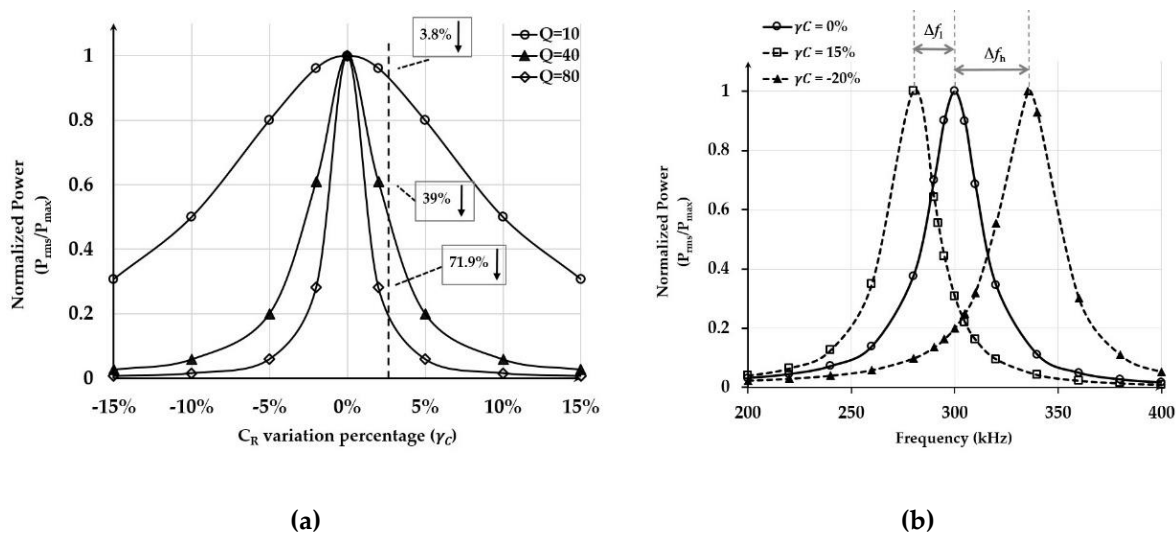 3.8% ↓
Q=10
Q=40
Q=80
39% ↓
71.9% ↓
Normalized Power
(Prms/Pmax)
1
0.8
0.6
0.4
0.2
0
-15% -10% -5% 0% 5% 10% 15%
CR variation percentage (γC)
(a)
γC = 0%
γC = 15%
γC = -20%
Δfl
Δfh
Normalized Power
(Prms/Pmax)
1
0.8
0.6
0.4
0.2
0
200 250 300 350 400
Frequency (kHz)
(b)